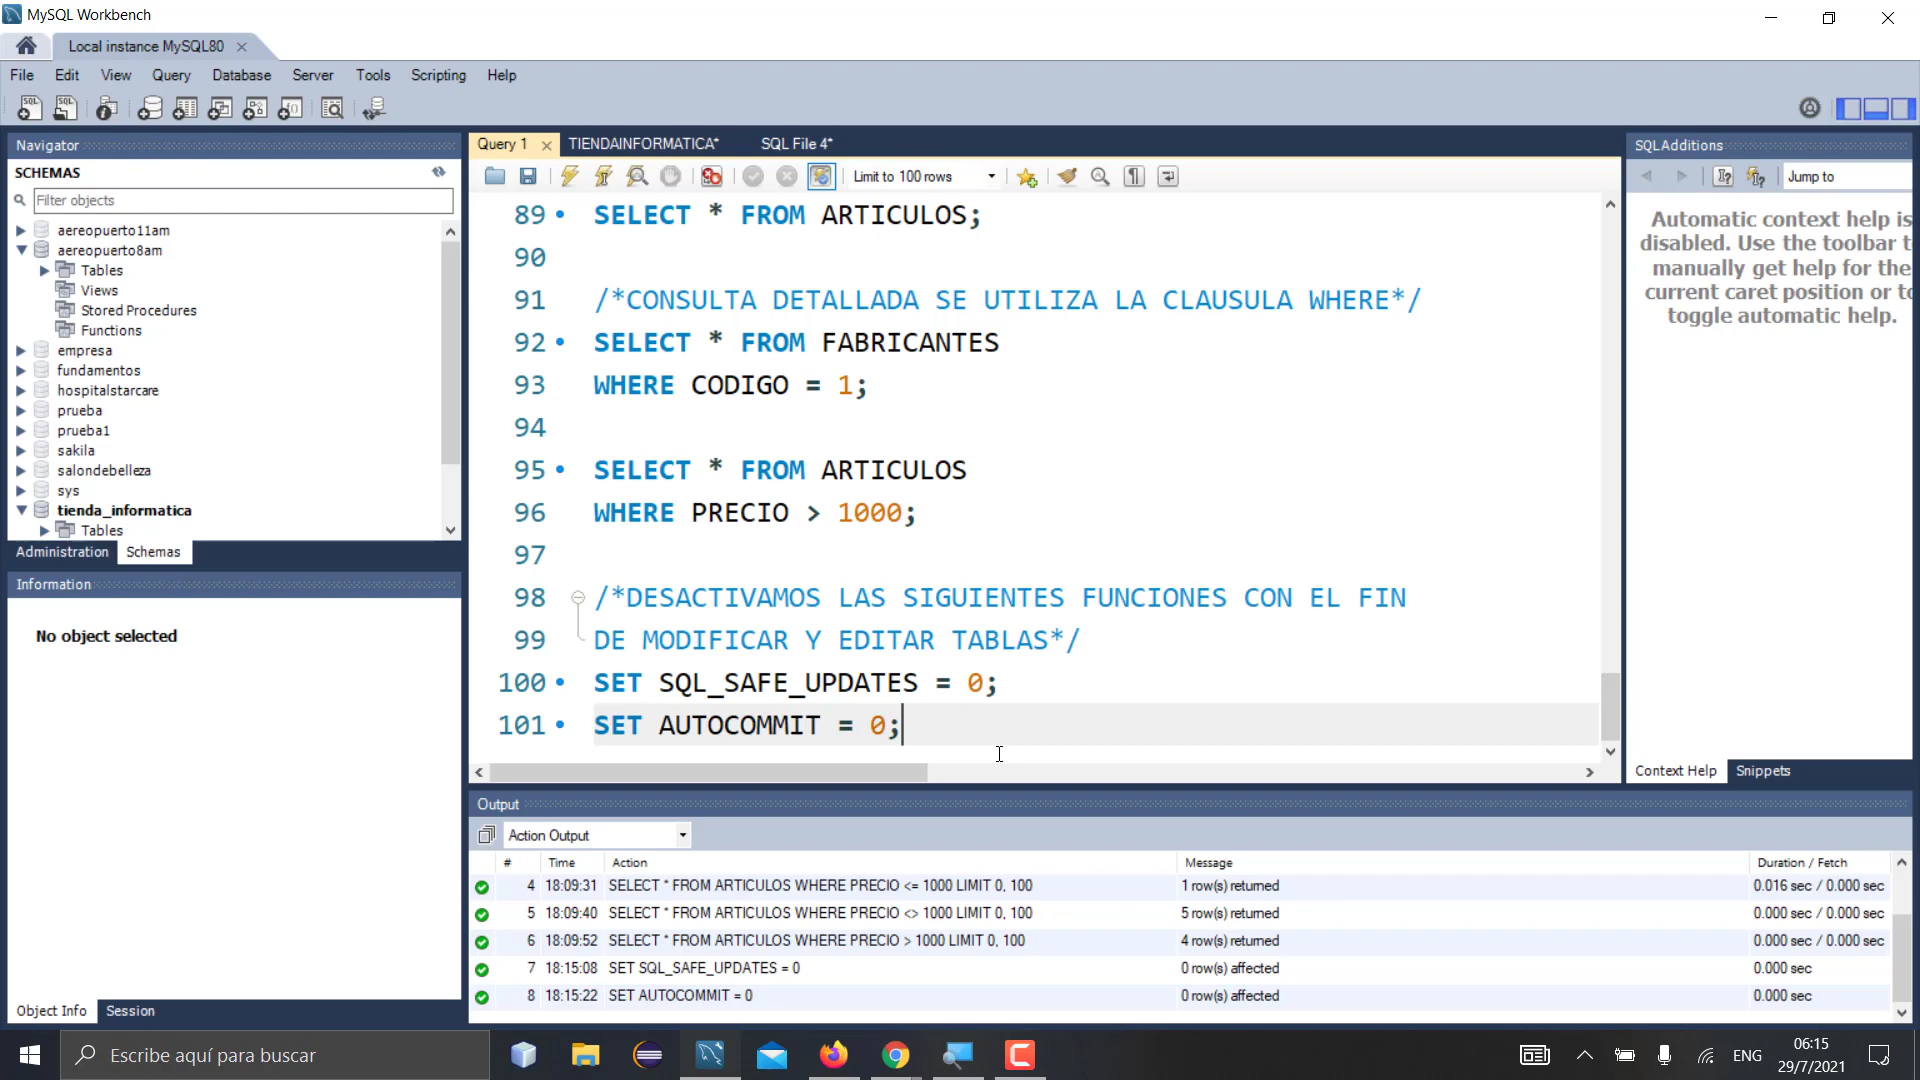 MySQL Workbench
Local instance MySQL80
File Edit View Query Database Server Tools Scripting Help
Navigator
SCHEMAS
Filter objects
aereopuerto11am
aereopuerto8am
Tables
Views
Stored Procedures
Functions
empresa
fundamentos
hospitalstarcare
prueba
prueba1
sakila
salondebelleza
sys
tienda_informatica
Tables
Administration Schemas
Information
No object selected
Object Info Session
Query 1 TIENDAINFORMATICA* SQL File 4*
Limit to 100 rows
89 SELECT * FROM ARTICULOS;
90
91 /*CONSULTA DETALLADA SE UTILIZA LA CLAUSULA WHERE*/
92 SELECT * FROM FABRICANTES
93 WHERE CODIGO = 1;
94
95 SELECT * FROM ARTICULOS
96 WHERE PRECIO > 1000;
97
98 /*DESACTIVAMOS LAS SIGUIENTES FUNCIONES CON EL FIN
99 DE MODIFICAR Y EDITAR TABLAS*/
100 SET SQL_SAFE_UPDATES = 0;
101 SET AUTOCOMMIT = 0;
SQLAdditions
Jump to
Automatic context help is
disabled. Use the toolbar t
manually get help for the
current caret position or to
toggle automatic help.
Context Help Snippets
Output
Action Output
# Time Action Message Duration / Fetch
4 18:09:31 SELECT * FROM ARTICULOS WHERE PRECIO <= 1000 LIMIT 0, 100 1 row(s) returned 0.016 sec / 0.000 sec
5 18:09:40 SELECT * FROM ARTICULOS WHERE PRECIO <> 1000 LIMIT 0, 100 5 row(s) returned 0.000 sec / 0.000 sec
6 18:09:52 SELECT * FROM ARTICULOS WHERE PRECIO > 1000 LIMIT 0, 100 4 row(s) returned 0.000 sec / 0.000 sec
7 18:15:08 SET SQL_SAFE_UPDATES = 0 0 row(s) affected 0.000 sec
8 18:15:22 SET AUTOCOMMIT = 0 0 row(s) affected 0.000 sec
Escribe aquí para buscar
ENG
06:15
29/7/2021